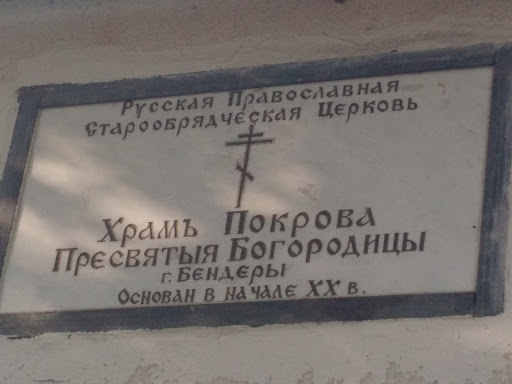 Русская Православная
Старообрядческая Церковь
Храмъ Покрова
Пресвятыя Богородицы
г. Бендеры
Основан в начале XX в.